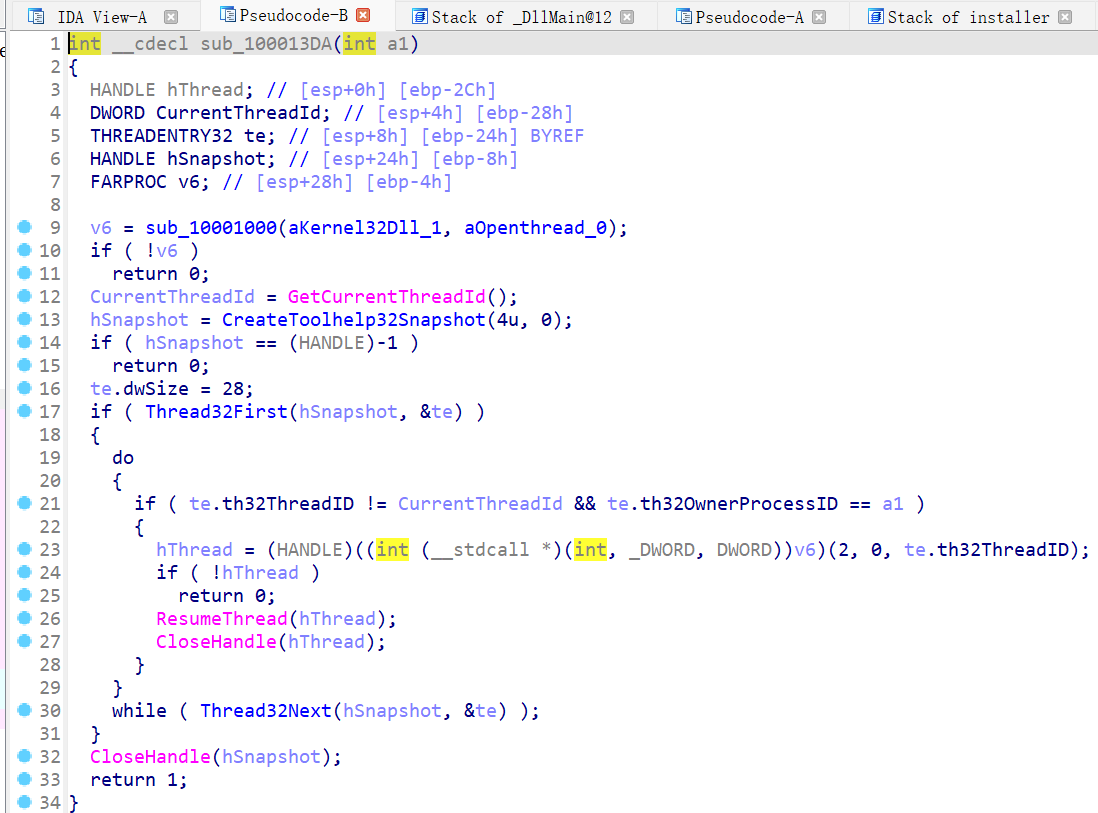 IDA View-A Pseudocode-B Stack of _DllMain@12 Pseudocode-A Stack of installer
1 int __cdecl sub_100013DA(int a1)
2 {
3   HANDLE hThread; // [esp+0h] [ebp-2Ch]
4   DWORD CurrentThreadId; // [esp+4h] [ebp-28h]
5   THREADENTRY32 te; // [esp+8h] [ebp-24h] BYREF
6   HANDLE hSnapshot; // [esp+24h] [ebp-8h]
7   FARPROC v6; // [esp+28h] [ebp-4h]
8
9   v6 = sub_10001000(aKernel32Dll_1, aOpenthread_0);
10   if ( !v6 )
11     return 0;
12   CurrentThreadId = GetCurrentThreadId();
13   hSnapshot = CreateToolhelp32Snapshot(4u, 0);
14   if ( hSnapshot == (HANDLE)-1 )
15     return 0;
16   te.dwSize = 28;
17   if ( Thread32First(hSnapshot, &te) )
18   {
19     do
20     {
21       if ( te.th32ThreadID != CurrentThreadId && te.th32OwnerProcessID == a1 )
22       {
23         hThread = (HANDLE)((int (__stdcall *)(int, _DWORD, DWORD))v6)(2, 0, te.th32ThreadID);
24         if ( !hThread )
25           return 0;
26         ResumeThread(hThread);
27         CloseHandle(hThread);
28       }
29     }
30     while ( Thread32Next(hSnapshot, &te) );
31   }
32   CloseHandle(hSnapshot);
33   return 1;
34 }